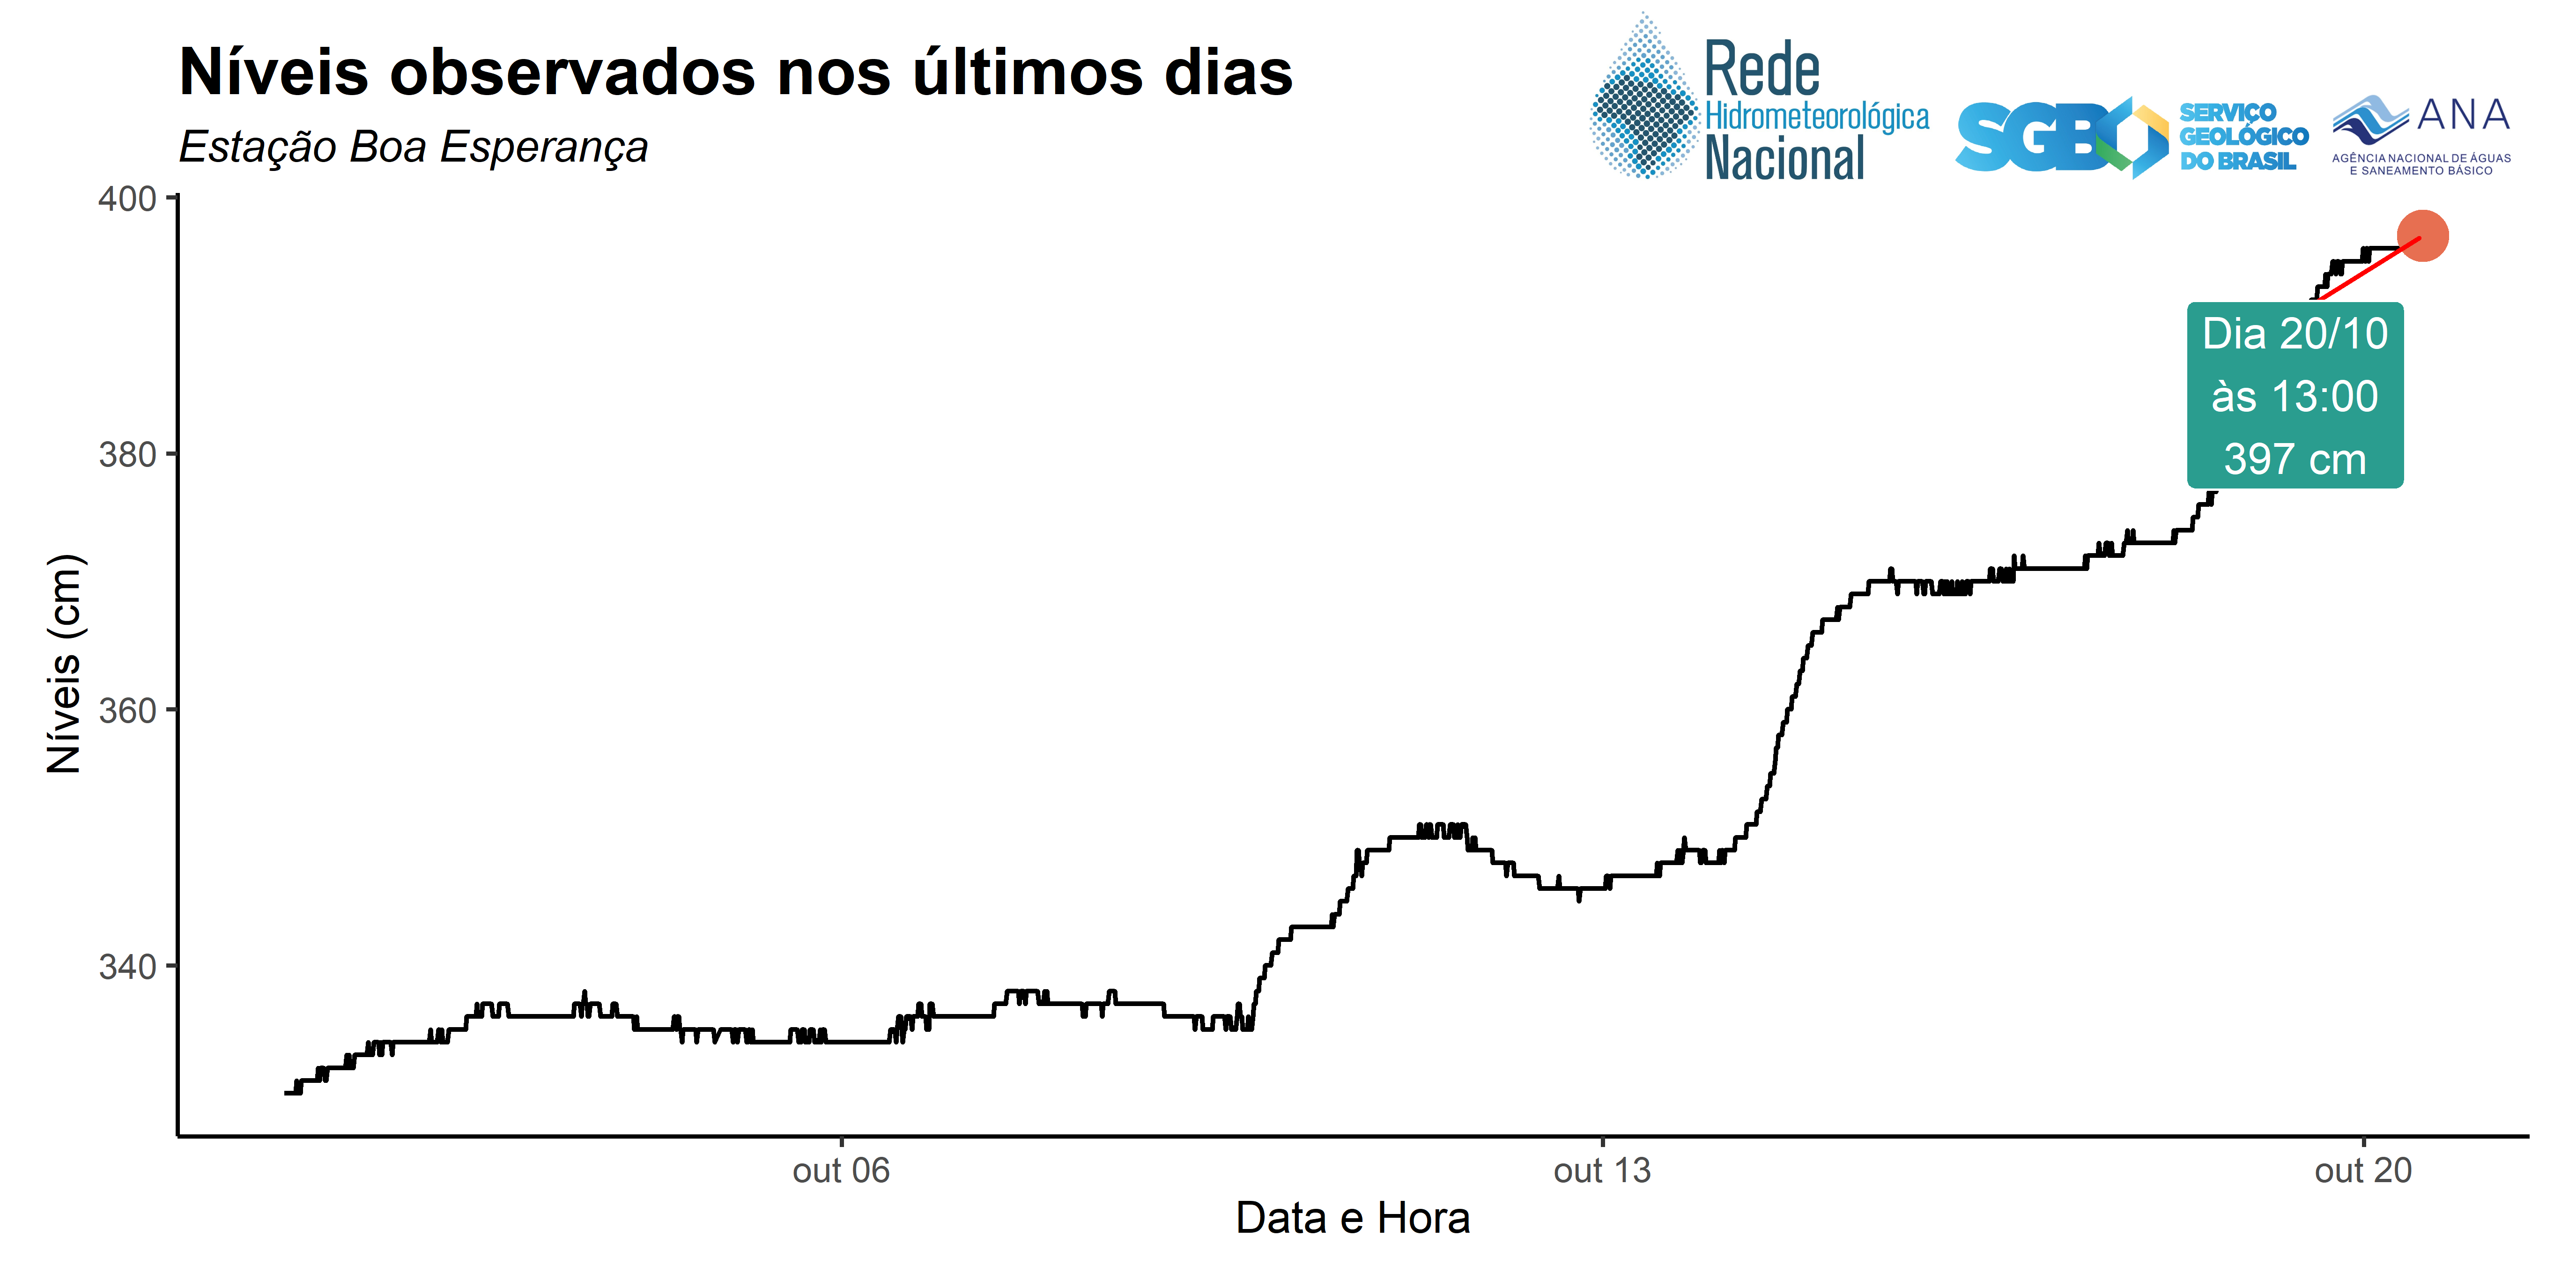 Níveis observados nos últimos dias
Estação Boa Esperança
Rede
Hidrometeorológica
Nacional
SGB
SERVIÇO
GEOLÓGICO
DO BRASIL
ANA
AGÊNCIA NACIONAL DE ÁGUAS
E SANEAMENTO BÁSICO
400
380
360
340
Níveis (cm)
Dia 20/10
às 13:00
397 cm
out 06
out 13
out 20
Data e Hora